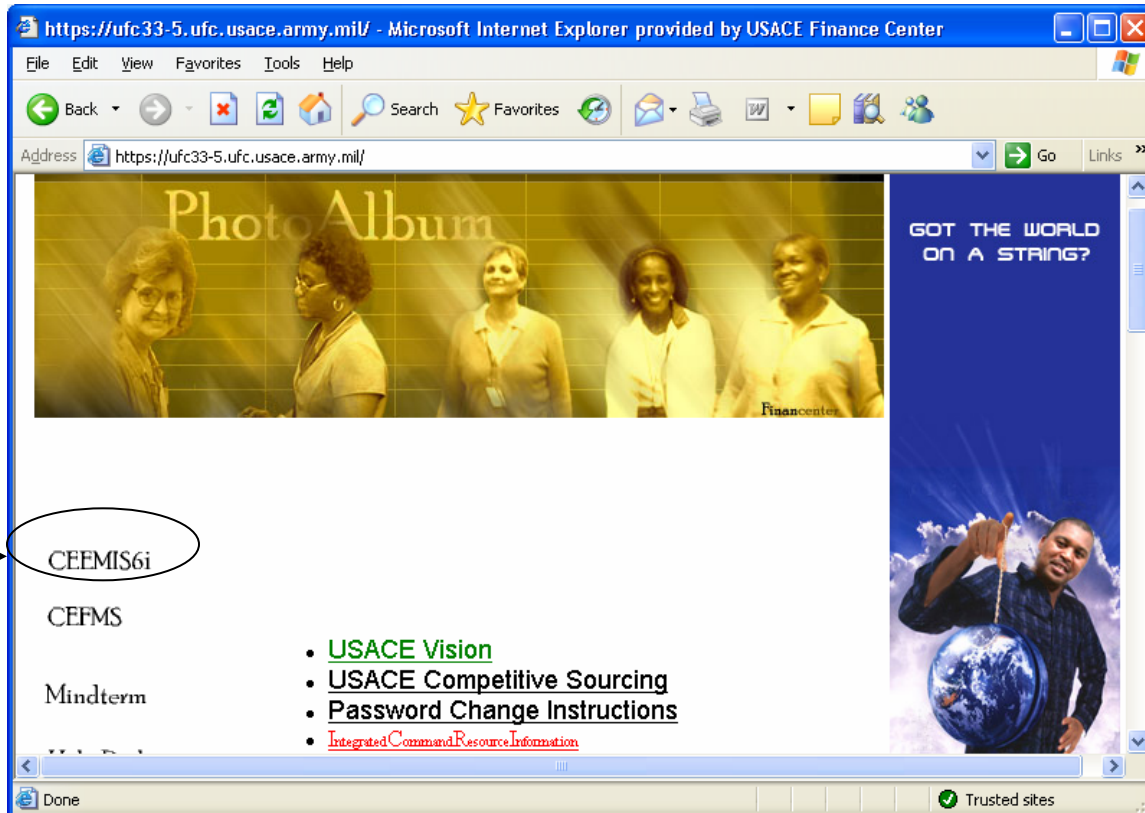 https://ufc33-5.ufc.usace.army.mil/ - Microsoft Internet Explorer provided by USACE Finance Center
File Edit View Favorites Tools Help
Back Search Favorites
Address https://ufc33-5.ufc.usace.army.mil/ Go Links »
PhotoAlbum
Financenter
GOT THE WORLD
ON A STRING?
CEEMIS6i
CEFMS
Mindterm
• USACE Vision
• USACE Competitive Sourcing
• Password Change Instructions
• IntegratedCommandResourceInformation
Done Trusted sites